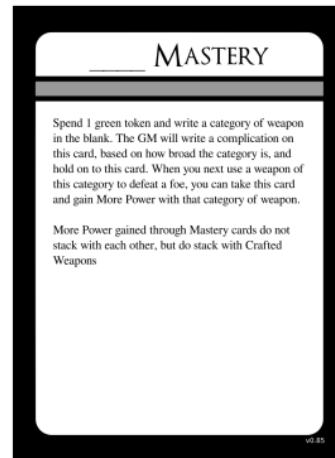 ____ MASTERY
Spend 1 green token and write a category of weapon
in the blank. The GM will write a complication on
this card, based on how broad the category is, and
hold on to this card. When you next use a weapon of
this category to defeat a foe, you can take this card
and gain More Power with that category of weapon.
More Power gained through Mastery cards do not
stack with each other, but do stack with Crafted
Weapons
v0.85